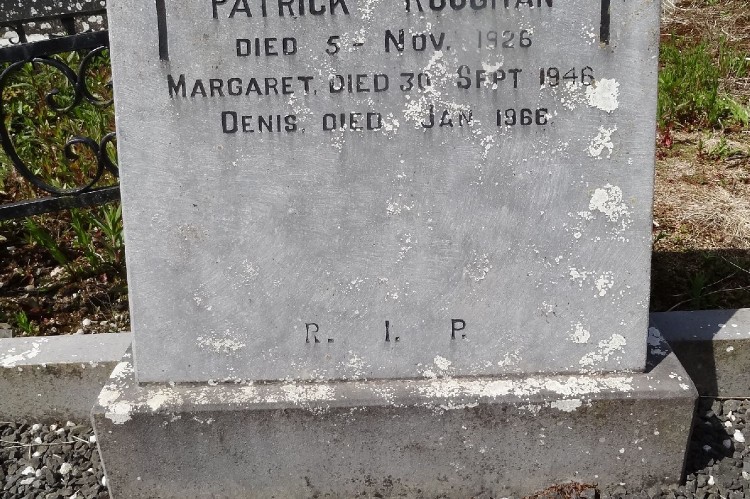 PATRICK ROUGHAN
DIED 5 - NOV. 1926
MARGARET, DIED 30 SEPT 1946
DENIS, DIED JAN 1966.
R. I. P.